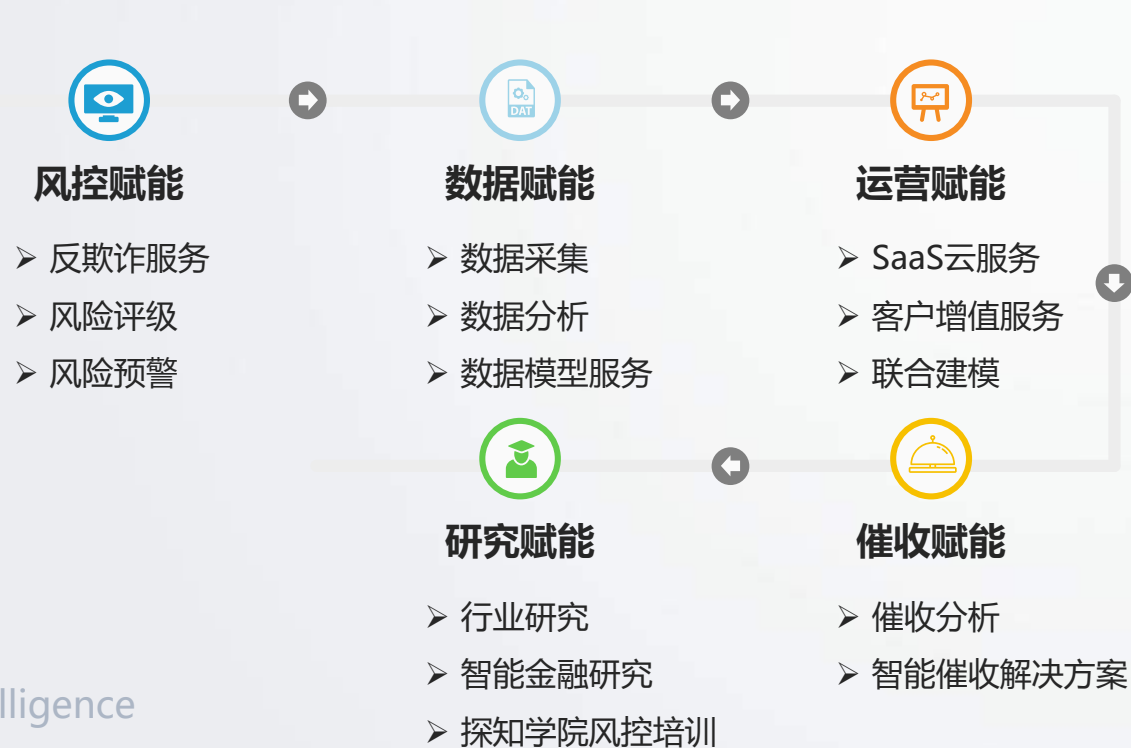 DAT
风控赋能
反欺诈服务
风险评级
风险预警
数据赋能
数据采集
数据分析
数据模型服务
运营赋能
SaaS云服务
客户增值服务
联合建模
催收赋能
催收分析
智能催收解决方案
研究赋能
行业研究
智能金融研究
探知学院风控培训
lligence